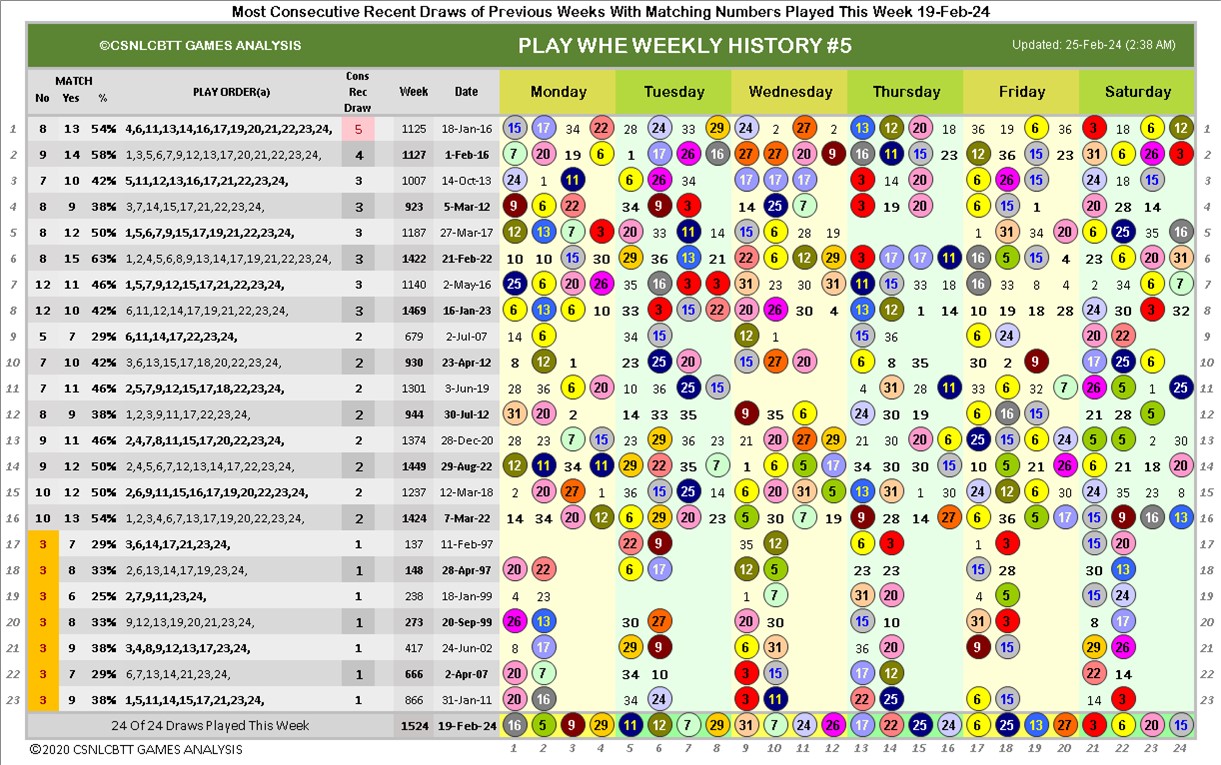 Most Consecutive Recent Draws of Previous Weeks With Matching Numbers Played This Week 19-Feb-24
©CSNLCBTT GAMES ANALYSIS PLAY WHE WEEKLY HISTORY #5 Updated: 25-Feb-24 (2:38 AM)
MATCH Cons
No Yes % PLAY ORDER(a) Rec Week Date Monday Tuesday Wednesday Thursday Friday Saturday
Draw
1 8 13 54% 4,6,11,13,14,16,17,19,20,21,22,23,24, 5 1125 18-Jan-16 15 17 34 22 28 24 33 29 24 2 27 2 13 12 20 18 36 19 6 36 3 18 6 12 1
2 9 14 58% 1,3,5,6,7,9,12,13,17,20,21,22,23,24, 4 1127 1-Feb-16 7 20 19 6 1 17 26 16 27 27 20 9 16 11 15 23 12 36 15 23 31 6 26 3 2
3 7 10 42% 5,11,12,13,16,17,21,22,23,24, 3 1007 14-Oct-13 24 1 11 6 26 34 17 17 17 3 14 20 6 26 15 24 18 15 3
4 8 9 38% 3,7,14,15,17,21,22,23,24, 3 923 5-Mar-12 9 6 22 34 9 3 14 25 7 3 19 20 6 15 1 20 28 14 4
5 8 12 50% 1,5,6,7,9,15,17,19,21,22,23,24, 3 1187 27-Mar-17 12 13 7 3 20 33 11 14 15 6 28 19 1 31 34 20 6 25 35 16 5
6 8 15 63% 1,2,4,5,6,8,9,13,14,17,20,21,22,23,24, 3 1422 21-Feb-22 10 10 15 30 29 36 13 21 22 6 12 29 3 17 17 11 16 5 15 4 23 6 20 31 6
7 12 11 46% 1,5,7,9,12,15,17,21,22,23,24, 3 1140 2-May-16 25 6 20 26 35 16 3 3 31 23 30 31 11 15 33 18 16 33 7 4 2 34 6 7 7
8 12 10 42% 6,11,12,14,17,19,21,22,23,24, 3 1469 16-Jan-23 6 13 6 10 33 3 15 22 20 26 30 4 13 12 1 14 10 19 18 28 24 30 3 32 8
9 5 7 29% 6,11,14,17,22,23,24, 2 679 2-Jul-07 14 6 34 15 12 1 15 36 6 24 20 22 9
10 7 10 42% 3,6,13,15,17,18,20,22,23,24, 2 930 23-Apr-12 8 12 1 23 25 20 15 27 20 6 8 35 30 2 9 17 25 6 10
11 7 11 46% 2,5,7,9,12,15,17,18,22,23,24, 2 1301 3-Jun-19 28 36 6 20 10 36 25 15 4 31 28 11 33 6 32 7 26 5 1 25 11
12 8 9 38% 1,2,3,9,11,17,22,23,24, 2 944 30-Jul-12 31 20 2 14 33 35 9 35 6 24 30 19 6 16 15 21 28 5 12
13 9 11 46% 2,4,7,8,11,15,17,20,22,23,24, 2 1374 28-Dec-20 28 23 7 15 23 29 36 23 21 20 27 29 21 30 20 6 25 15 6 24 5 5 2 30 13
14 9 12 50% 2,4,5,6,7,12,13,14,17,22,23,24, 2 1449 29-Aug-22 12 11 34 11 29 22 35 7 1 6 5 17 34 30 30 15 10 5 21 26 6 21 18 20 14
15 10 12 50% 2,6,9,11,15,16,17,19,20,22,23,24, 2 1237 12-Mar-18 2 20 27 1 36 15 25 14 6 20 31 5 13 31 1 30 24 12 6 30 24 35 23 8 15
16 10 13 54% 1,2,3,5,6,7,13,17,19,20,22,23,24, 2 1424 7-Mar-22 14 34 20 12 6 29 20 23 5 30 7 19 9 28 16 27 6 36 5 17 15 9 16 13 16
17 3 7 29% 3,6,14,17,21,23,24, 1 137 11-Feb-97 22 9 35 12 6 3 1 3 15 20 17
18 3 8 33% 2,6,13,14,17,19,23,24, 1 148 28-Apr-97 20 22 6 17 12 5 23 23 15 28 30 13 18
19 3 6 25% 2,7,9,11,23,24, 1 238 18-Jan-99 4 23 1 7 31 20 4 5 15 24 19
20 3 8 33% 9,12,13,19,20,21,23,24, 1 273 20-Sep-99 26 13 30 27 20 30 15 10 31 3 8 17 20
21 3 9 38% 3,4,8,9,12,13,17,23,24, 1 417 24-Jun-02 8 17 29 9 6 31 36 20 9 15 29 26 21
22 3 7 29% 6,7,13,14,21,23,24, 1 666 2-Apr-07 20 7 34 10 3 15 17 12 22 14 22
23 3 9 38% 1,5,11,14,15,17,21,23,24, 1 866 31-Jan-11 20 16 34 24 3 11 22 25 6 15 14 3 23
24 Of 24 Draws Played This Week 1524 19-Feb-24 16 5 9 29 11 12 7 29 31 7 24 26 17 22 25 24 6 25 13 27 3 6 20 15
©2020 CSNLCBTT GAMES ANALYSIS 1 2 3 4 5 6 7 8 9 10 11 12 13 14 15 16 17 18 19 20 21 22 23 24